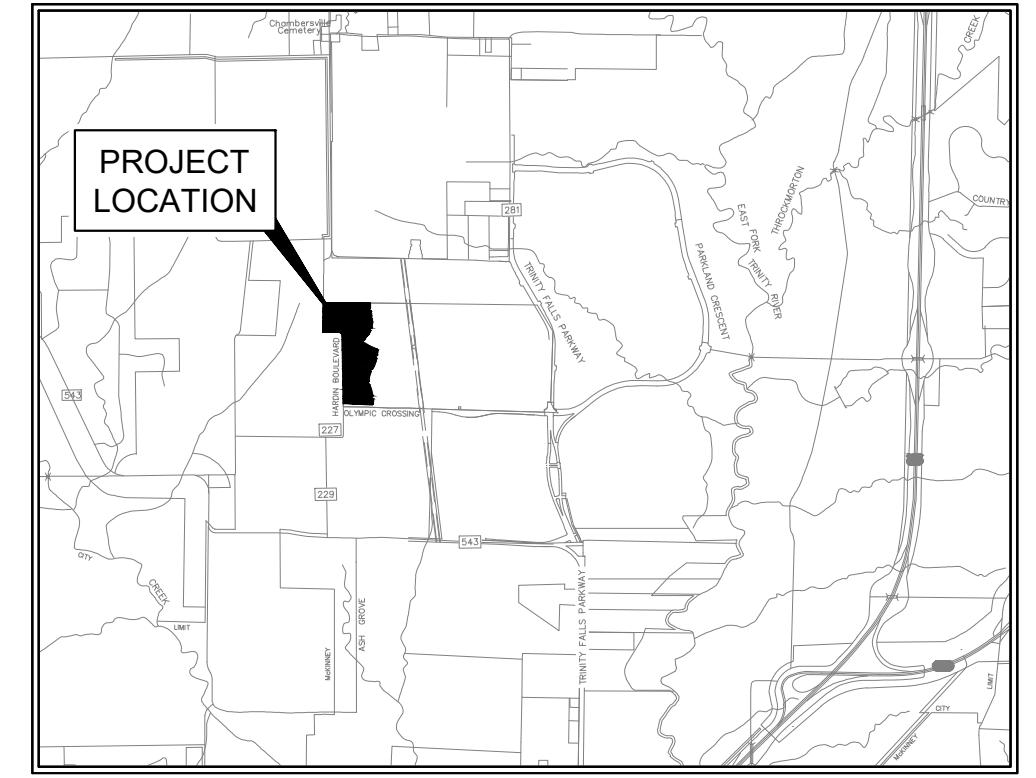 Chambersville
Cemetery
CREEK
PROJECT
LOCATION
THROCKMORTON
COUNTRY
281
EAST FORK
TRINITY RIVER
PARKLAND CRESCENT
TRINITY FALLS
PARKWAY
HARDIN BOULEVARD
543
OLYMPIC CROSSING
227
229
543
CITY
CREEK
LIMIT
McKINNEY
ASH GROVE
TRINITY FALLS PARKWAY
LIMIT
CITY
McKINNEY